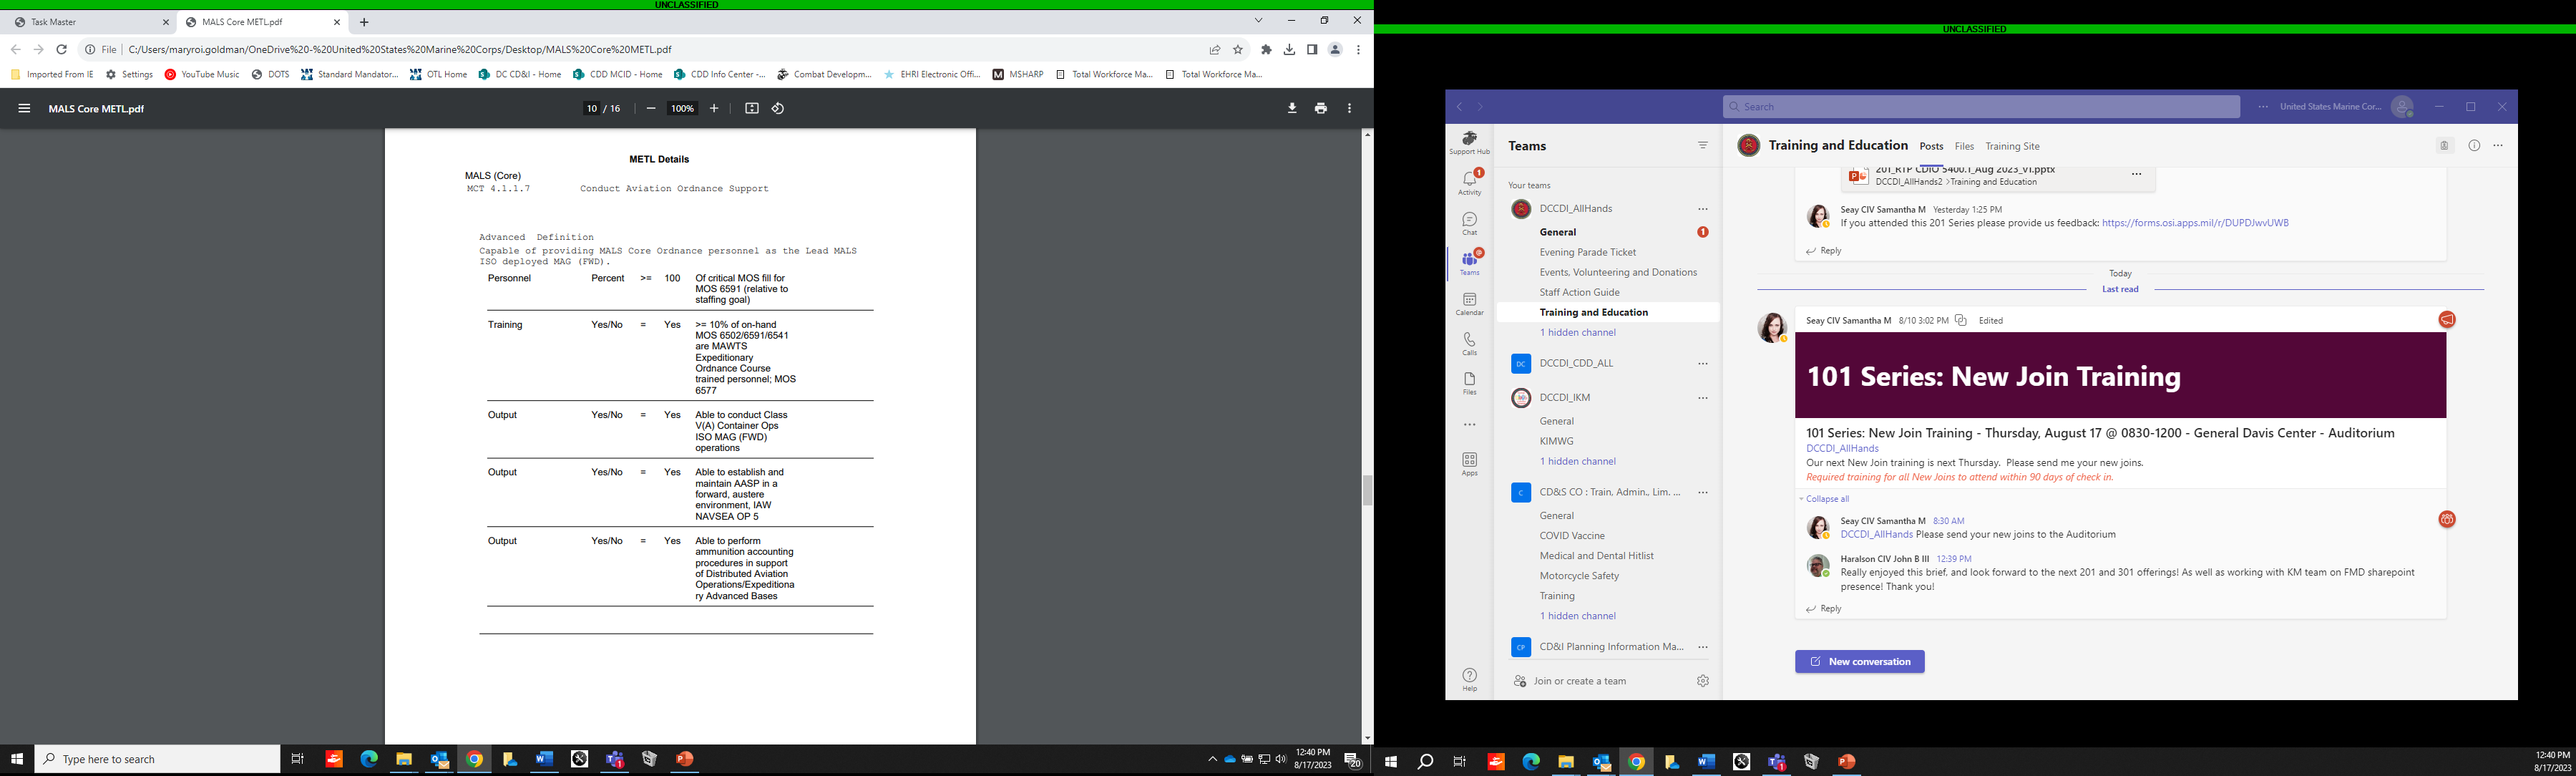 UNCLASSIFIED
Task Master
MALS Core METL.pdf
File C:/Users/maryroi.goldman/OneDrive%20-%20United%20States%20Marine%20Corps/Desktop/MALS%20Core%20METL.pdf
Imported From IE Settings YouTube Music DOTS Standard Mandator... OTL Home DC CD&I - Home CDD MCID - Home CDD Info Center -... Combat Developm... EHRI Electronic Offi... MSHARP Total Workforce Ma... Total Workforce Ma...
MALS Core METL.pdf 10 / 16 100%
METL Details
MALS (Core)
MCT 4.1.1.7 Conduct Aviation Ordnance Support
Advanced Definition
Capable of providing MALS Core Ordnance personnel as the Lead MALS
ISO deployed MAG (FWD).
Personnel Percent >= 100 Of critical MOS fill for
MOS 6591 (relative to
staffing goal)
Training Yes/No = Yes >= 10% of on-hand
MOS 6502/6591/6541
are MAWTS
Expeditionary
Ordnance Course
trained personnel; MOS
6577
Output Yes/No = Yes Able to conduct Class
V(A) Container Ops
ISO MAG (FWD)
operations
Output Yes/No = Yes Able to establish and
maintain AASP in a
forward, austere
environment, IAW
NAVSEA OP 5
Output Yes/No = Yes Able to perform
ammunition accounting
procedures in support
of Distributed Aviation
Operations/Expeditiona
ry Advanced Bases
Type here to search
12:40 PM
8/17/2023
20
UNCLASSIFIED
Search
United States Marine Cor...
Support Hub
Activity
1
Chat
Teams
Calendar
Calls
Files
Apps
Help
Teams
Your teams
DCCDI_AllHands
General
1
Evening Parade Ticket
Events, Volunteering and Donations
Staff Action Guide
Training and Education
1 hidden channel
DC DCCDI_CDD_ALL
DCCDI_IKM
General
KIMWG
1 hidden channel
C CD&S CO : Train, Admin., Lim. ...
General
COVID Vaccine
Medical and Dental Hitlist
Motorcycle Safety
Training
1 hidden channel
CP CD&I Planning Information Ma...
Join or create a team
Training and Education Posts Files Training Site
201_RTP CDIO 5400.1_Aug 2023_v1.pptx
DCCDI_AllHands2 >Training and Education
Seay CIV Samantha M Yesterday 1:25 PM
If you attended this 201 Series please provide us feedback: https://forms.osi.apps.mil/r/DUPDJwvUWB
Reply
Today
Last read
Seay CIV Samantha M 8/10 3:02 PM Edited
101 Series: New Join Training
101 Series: New Join Training - Thursday, August 17 @ 0830-1200 - General Davis Center - Auditorium
DCCDI_AllHands
Our next New Join training is next Thursday. Please send me your new joins.
Required training for all New Joins to attend within 90 days of check in.
Collapse all
Seay CIV Samantha M 8:30 AM
DCCDI_AllHands Please send your new joins to the Auditorium
Haralson CIV John B III 12:39 PM
Really enjoyed this brief. and look forward to the next 201 and 301 offerings! As well as working with KM team on FMD sharepoint
presence! Thank you!
Reply
New conversation
12:40 PM
8/17/2023